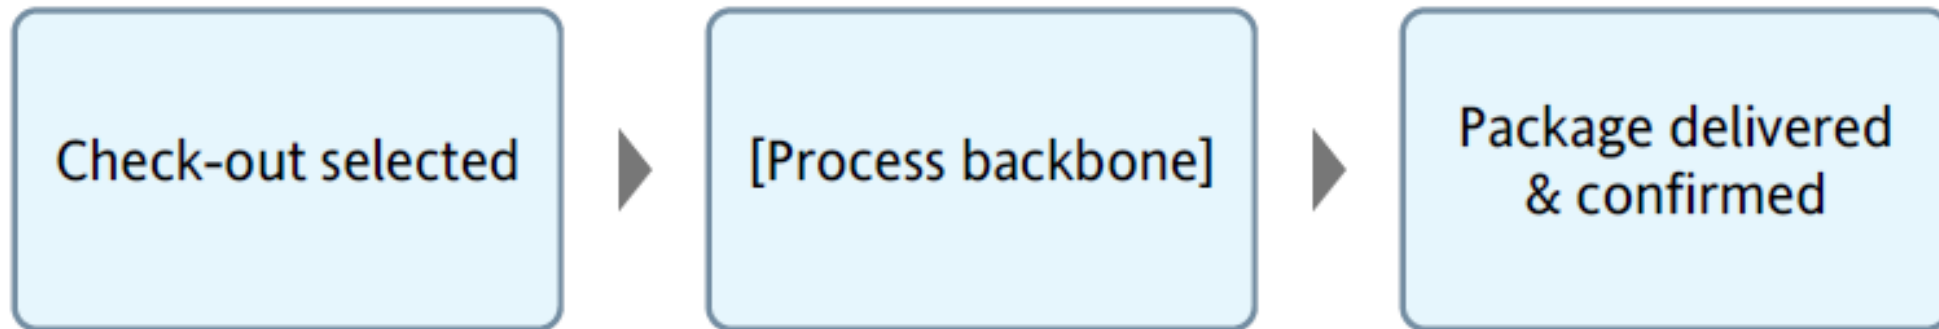 Check-out selected
[Process backbone]
Package delivered
& confirmed